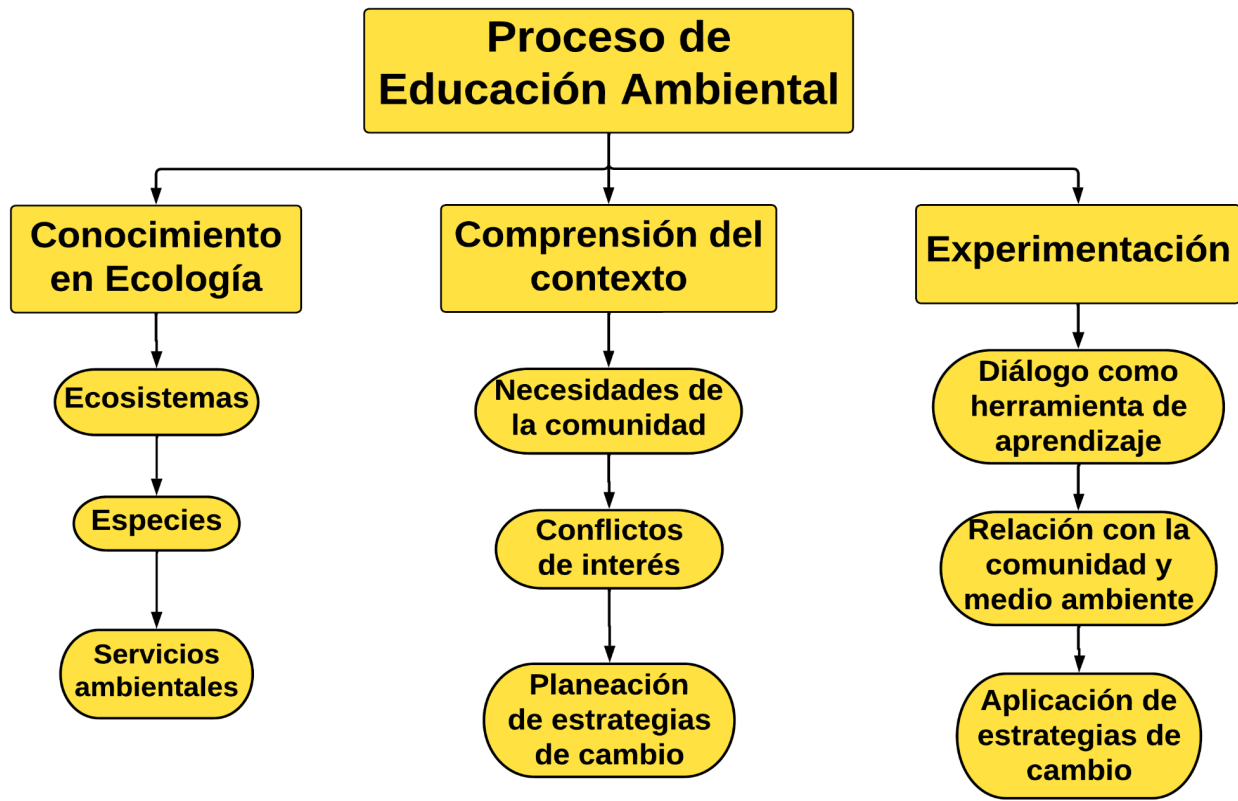 Proceso de
Educación Ambiental
Conocimiento
en Ecología
Ecosistemas
Especies
Servicios
ambientales
Comprensión del
contexto
Necesidades de
la comunidad
Conflictos
de interés
Planeación
de estrategias
de cambio
Experimentación
Diálogo como
herramienta de
aprendizaje
Relación con la
comunidad y
medio ambiente
Aplicación de
estrategias de
cambio